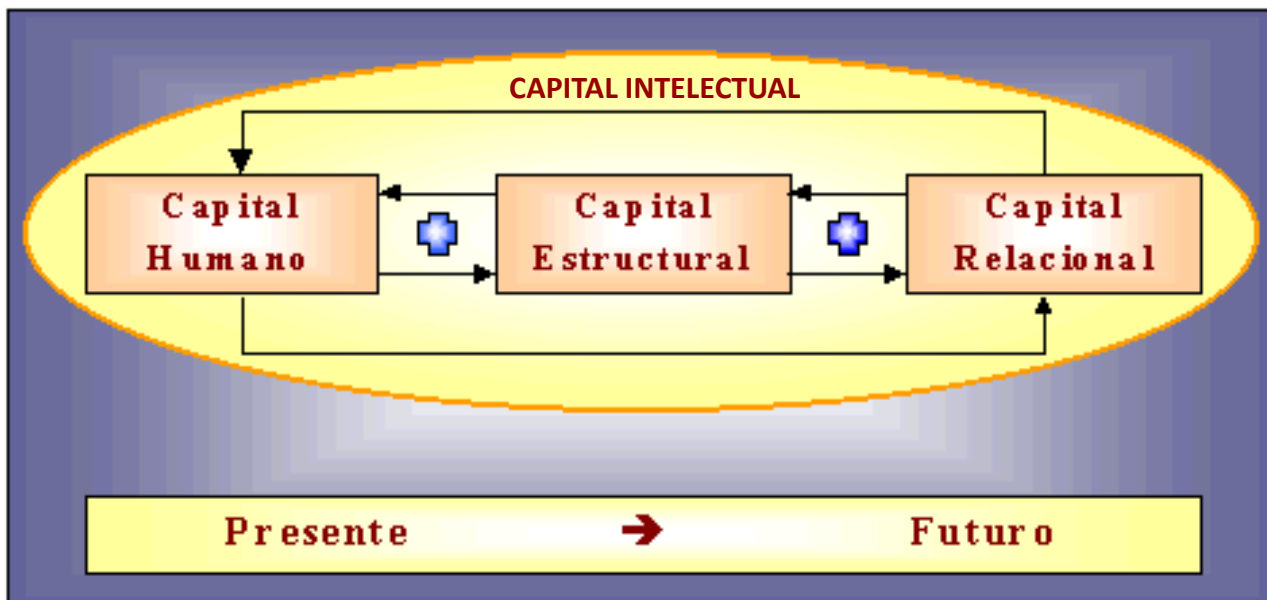 CAPITAL INTELECTUAL
Capital
Humano
Capital
Estructural
Capital
Relacional
Presente → Futuro